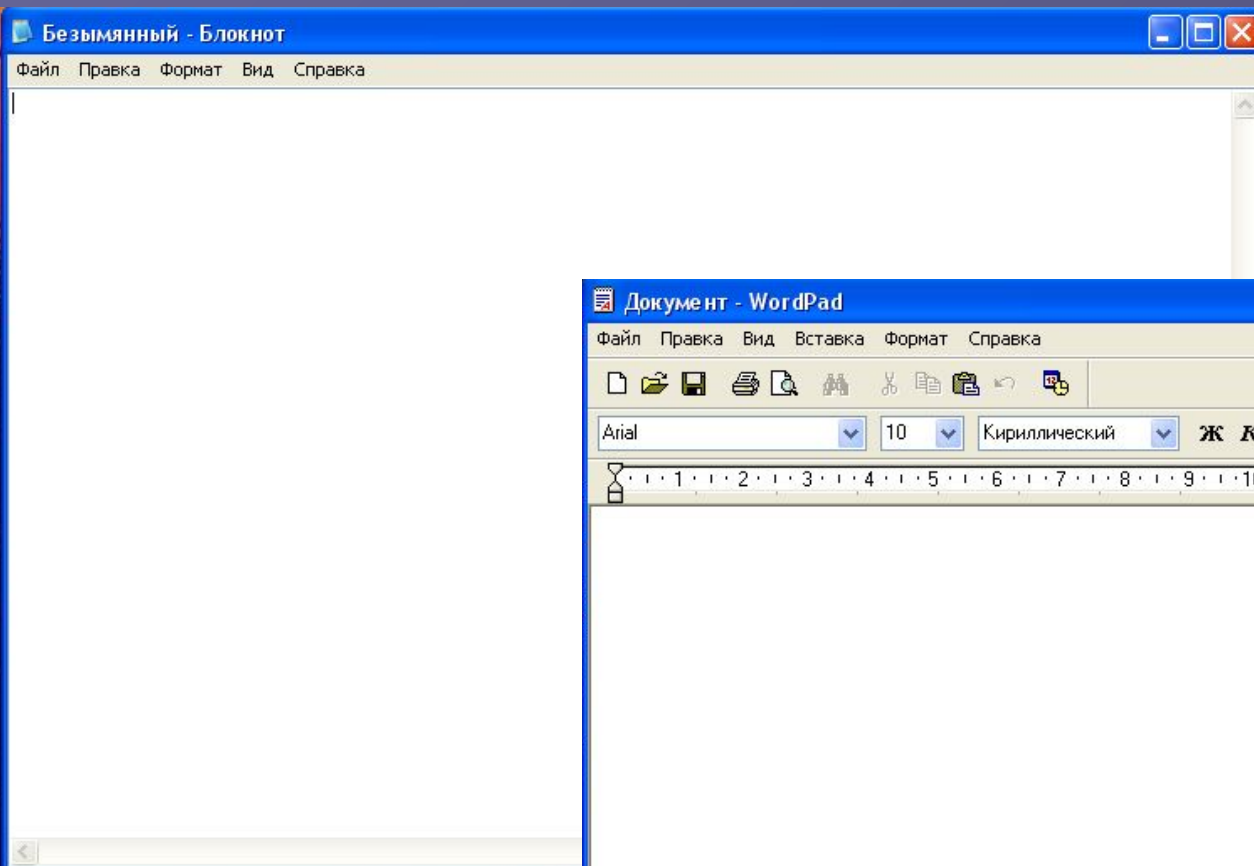 Безымянный - Блокнот
Файл Правка Формат Вид Справка
Документ - WordPad
Файл Правка Вид Вставка Формат Справка
Arial 10 Кириллический Ж К
1 2 3 4 5 6 7 8 9 10